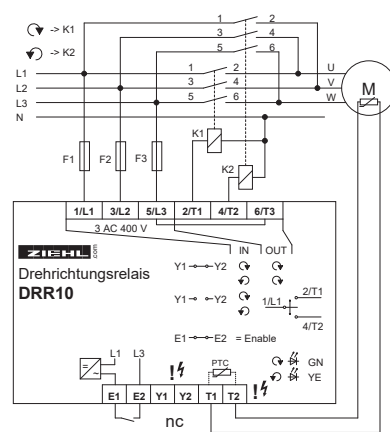 -> K1
-> K2
1 2
3 4
5 6
L1 1 2 U
L2 3 4 V
L3 5 6 W
N
M
K1
F1 F2 F3
K2
1/L1 3/L2 5/L3 2/T1 4/T2 6/T3
3 AC 400 V
ZIEHL.com
IN OUT
Drehrichtungsrelais
DRR10
Y1 Y2
Y1 Y2
2/T1
1/L1
4/T2
E1 E2 = Enable
L1 L3
PTC
GN
YE
E1 E2 Y1 Y2 T1 T2
nc